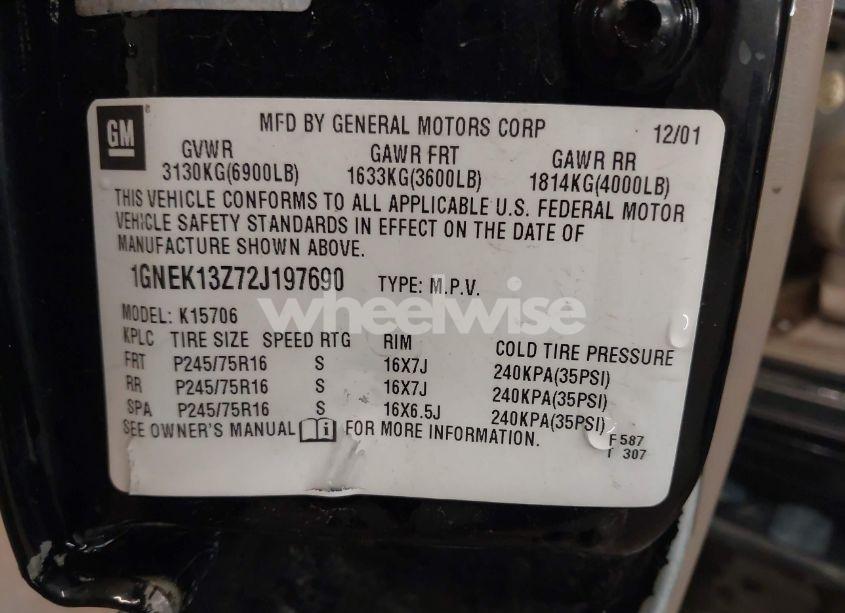 GM
®
MFD BY GENERAL MOTORS CORP 12/01
GVWR GAWR FRT GAWR RR
3130KG(6900LB) 1633KG(3600LB) 1814KG(4000LB)
THIS VEHICLE CONFORMS TO ALL APPLICABLE U.S. FEDERAL MOTOR
VEHICLE SAFETY STANDARDS IN EFFECT ON THE DATE OF
MANUFACTURE SHOWN ABOVE.
1GNEK13Z72J197690 TYPE: M.P.V.
wheelwise
MODEL: K15706
KPLC TIRE SIZE SPEED RTG RIM COLD TIRE PRESSURE
FRT P245/75R16 S 16X7J 240KPA(35PSI)
RR P245/75R16 S 16X7J 240KPA(35PSI)
SPA P245/75R16 S 16X6.5J 240KPA(35PSI)
SEE OWNER'S MANUAL i FOR MORE INFORMATION.
F 587
T 307